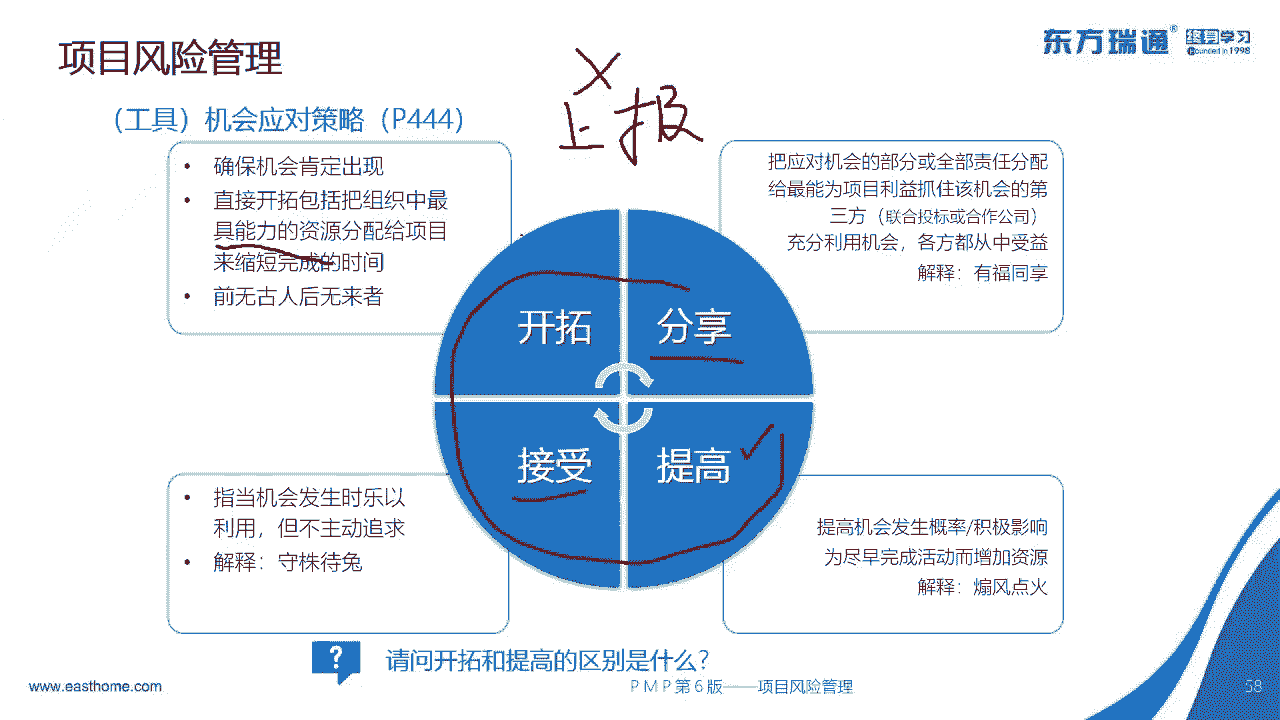 项目风险管理
东方瑞通®
终身学习
Founded in 1998
(工具)机会应对策略(P444)
X
上报
• 确保机会肯定出现
• 直接开拓包括把组织中最
具能力的资源分配给项目
来缩短完成的时间
• 前无古人后无来者
把应对机会的部分或全部责任分配
给最能为项目利益抓住该机会的第
三方(联合投标或合作公司)
充分利用机会,各方都从中受益
解释:有福同享
开拓
分享
接受
提高
• 指当机会发生时乐以
利用,但不主动追求
• 解释:守株待兔
提高机会发生概率/积极影响
为尽早完成活动而增加资源
解释:煽风点火
?
请问开拓和提高的区别是什么?
www.easthome.com
PMP第6版——项目风险管理
58